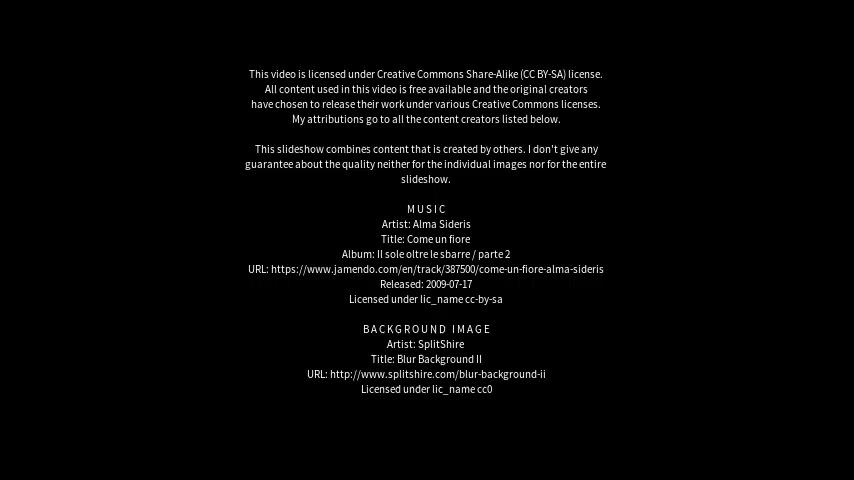 This video is licensed under Creative Commons Share-Alike (CC BY-SA) license.
All content used in this video is free available and the original creators
have chosen to release their work under various Creative Commons licenses.
My attributions go to all the content creators listed below.
This slideshow combines content that is created by others. I don't give any
guarantee about the quality neither for the individual images nor for the entire
slideshow.
MUSIC
Artist: Alma Sideris
Title: Come un fiore
Album: Il sole oltre le sbarre / parte 2
URL: https://www.jamendo.com/en/track/387500/come-un-fiore-alma-sideris
Released: 2009-07-17
Licensed under lic_name cc-by-sa
BACKGROUND IMAGE
Artist: SplitShire
Title: Blur Background II
URL: http://www.splitshire.com/blur-background-ii
Licensed under lic_name cc0